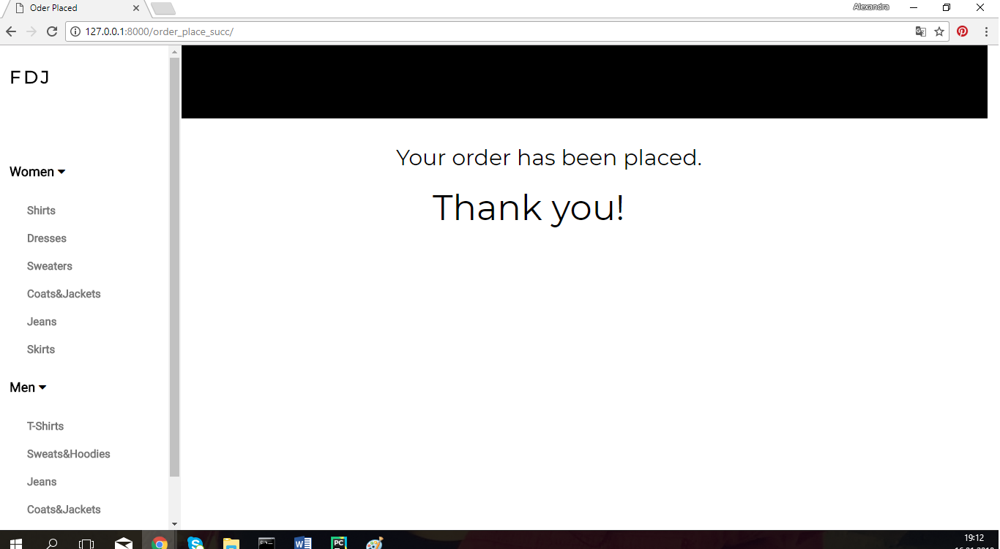 Oder Placed
Alexandra
127.0.0.1:8000/order_place_succ/
FDJ
Women
Shirts
Dresses
Sweaters
Coats&Jackets
Jeans
Skirts
Men
T-Shirts
Sweats&Hoodies
Jeans
Coats&Jackets
Your order has been placed.
Thank you!
19:12